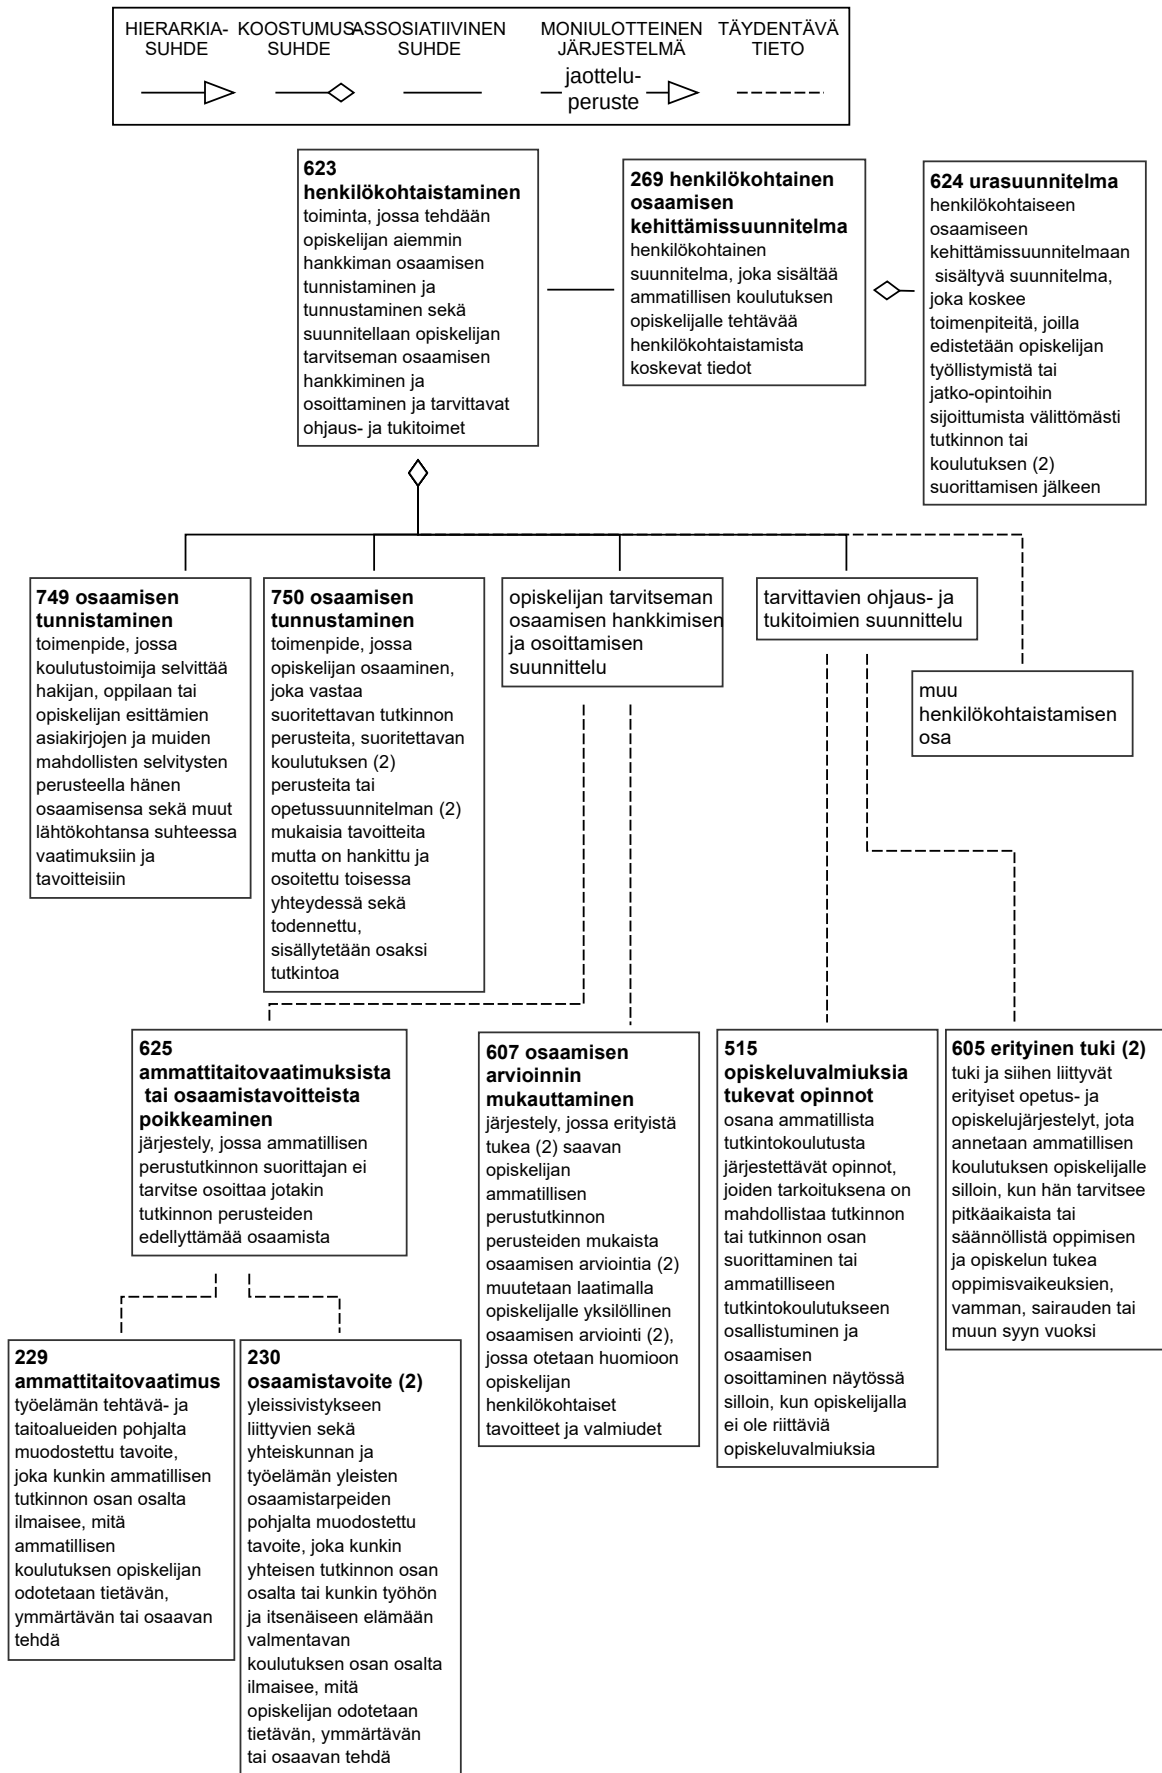 HIERARKIA-
SUHDE
KOOSTUMUS-
SUHDE
ASSOSIATIIVINEN
SUHDE
MONIULOTTEINEN
JÄRJESTELMÄ
TÄYDENTÄVÄ
TIETO
jaottelu-
peruste
623
henkilökohtaistaminen
toiminta, jossa tehdään
opiskelijan aiemmin
hankkiman osaamisen
tunnistaminen ja
tunnustaminen sekä
suunnitellaan opiskelijan
tarvitseman osaamisen
hankkiminen ja
osoittaminen ja tarvittavat
ohjaus- ja tukitoimet
269 henkilökohtainen
osaamisen
kehittämissuunnitelma
henkilökohtainen
suunnitelma, joka sisältää
ammatillisen koulutuksen
opiskelijalle tehtävää
henkilökohtaistamista
koskevat tiedot
624 urasuunnitelma
henkilökohtaiseen
osaamiseen
kehittämissuunnitelmaan
sisältyvä suunnitelma,
joka koskee
toimenpiteitä, joilla
edistetään opiskelijan
työllistymistä tai
jatko-opintoihin
sijoittumista välittömästi
tutkinnon tai
koulutuksen (2)
suorittamisen jälkeen
749 osaamisen
tunnistaminen
toimenpide, jossa
koulutustoimija selvittää
hakijan, oppilaan tai
opiskelijan esittämien
asiakirjojen ja muiden
mahdollisten selvitysten
perusteella hänen
osaamisensa sekä muut
lähtökohtansa suhteessa
vaatimuksiin ja
tavoitteisiin
750 osaamisen
tunnustaminen
toimenpide, jossa
opiskelijan osaaminen,
joka vastaa
suoritettavan tutkinnon
perusteita, suoritettavan
koulutuksen (2)
perusteita tai
opetussuunnitelman (2)
mukaisia tavoitteita
mutta on hankittu ja
osoitettu toisessa
yhteydessä sekä
todennettu,
sisällytetään osaksi
tutkintoa
opiskelijan tarvitseman
osaamisen hankkimisen
ja osoittamisen
suunnittelu
tarvittavien ohjaus- ja
tukitoimien suunnittelu
muu
henkilökohtaistamisen
osa
625
ammattitaitovaatimuksista
tai osaamistavoitteista
poikkeaminen
järjestely, jossa ammatillisen
perustutkinnon suorittajan ei
tarvitse osoittaa jotakin
tutkinnon perusteiden
edellyttämää osaamista
607 osaamisen
arvioinnin
mukauttaminen
järjestely, jossa erityistä
tukea (2) saavan
opiskelijan
ammatillisen
perustutkinnon
perusteiden mukaista
osaamisen arviointia (2)
muutetaan laatimalla
opiskelijalle yksilöllinen
osaamisen arviointi (2),
jossa otetaan huomioon
opiskelijan
henkilökohtaiset
tavoitteet ja valmiudet
515
opiskeluvalmiuksia
tukevat opinnot
osana ammatillista
tutkintokoulutusta
järjestettävät opinnot,
joiden tarkoituksena on
mahdollistaa tutkinnon
tai tutkinnon osan
suorittaminen tai
ammatilliseen
tutkintokoulutukseen
osallistuminen ja
osaamisen
osoittaminen näytössä
silloin, kun opiskelijalla
ei ole riittäviä
opiskeluvalmiuksia
605 erityinen tuki (2)
tuki ja siihen liittyvät
erityiset opetus- ja
opiskelujärjestelyt, jota
annetaan ammatillisen
koulutuksen opiskelijalle
silloin, kun hän tarvitsee
pitkäaikaista tai
säännöllistä oppimisen
ja opiskelun tukea
oppimisvaikeuksien,
vamman, sairauden tai
muun syyn vuoksi
229
ammattitaitovaatimus
työelämän tehtävä- ja
taitoalueiden pohjalta
muodostettu tavoite,
joka kunkin ammatillisen
tutkinnon osan osalta
ilmaisee, mitä
ammatillisen
koulutuksen opiskelijan
odotetaan tietävän,
ymmärtävän tai osaavan
tehdä
230
osaamistavoite (2)
yleissivistykseen
liittyvien sekä
yhteiskunnan ja
työelämän yleisten
osaamistarpeiden
pohjalta muodostettu
tavoite, joka kunkin
yhteisen tutkinnon osan
osalta tai kunkin työhön
ja itsenäiseen elämään
valmentavan
koulutuksen osan osalta
ilmaisee, mitä
opiskelijan odotetaan
tietävän, ymmärtävän
tai osaavan tehdä